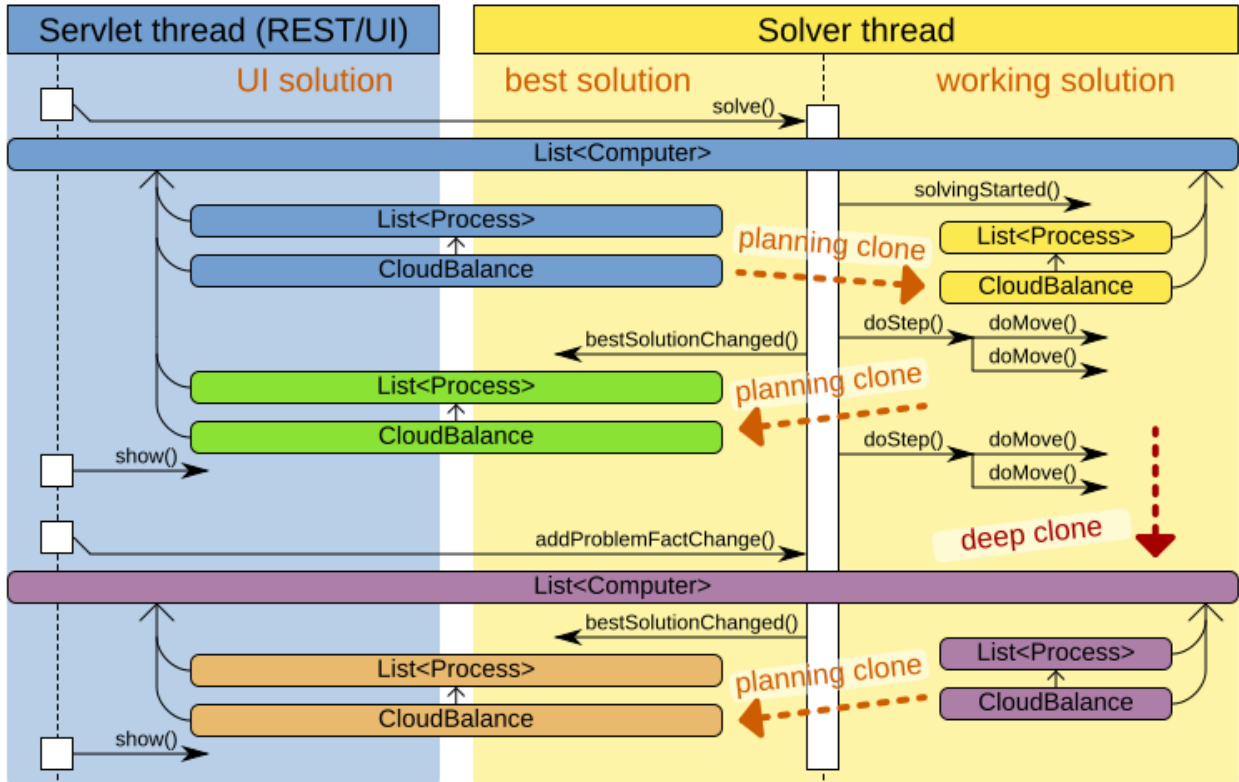 Servlet thread (REST/UI)
Solver thread
UI solution
best solution
working solution
solve()
List<Computer>
solvingStarted()
List<Process>
planning clone
List<Process>
CloudBalance
CloudBalance
doStep()
doMove()
bestSolutionChanged()
doMove()
List<Process>
planning clone
CloudBalance
doStep()
doMove()
show()
doMove()
deep clone
addProblemFactChange()
List<Computer>
bestSolutionChanged()
List<Process>
planning clone
List<Process>
CloudBalance
CloudBalance
show()